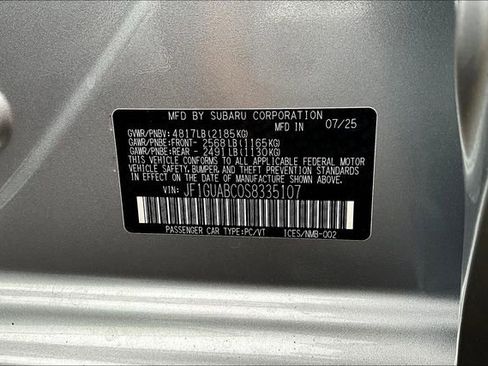 MFD BY SUBARU CORPORATION
MFD IN 07/25
GVWR/PNBV: 4817LB(2185KG)
GAWR/PNBE:FRONT- 2568LB(1165KG)
GAWR/PNBE:REAR - 2491LB(1130KG)
THIS VEHICLE CONFORMS TO ALL APPLICABLE FEDERAL MOTOR
VEHICLE SAFETY, BUMPER, AND THEFT PREVENTION STANDARDS IN
EFFECT ON THE DATE OF MANUFACTURE SHOWN ABOVE.
VIN: JF1GUABC0S8335107
PASSENGER CAR TYPE:PC/VT ICES/NMB-002